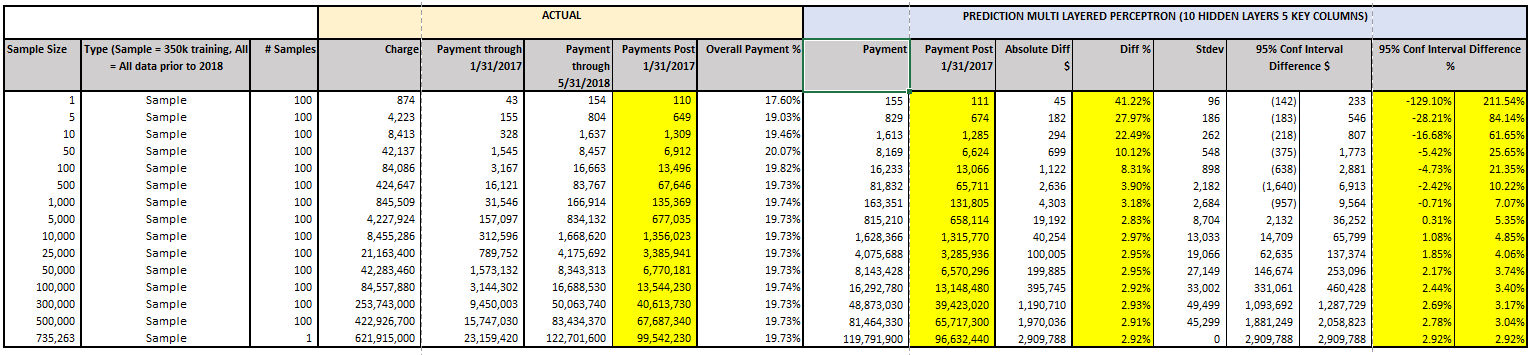 ACTUAL PREDICTION MULTI LAYERED PERCEPTRON (10 HIDDEN LAYERS 5 KEY COLUMNS)
Sample Size Type (Sample = 350k training, All = All data prior to 2018 # Samples Charge Payment through 1/31/2017 Payment through 5/31/2018 Payments Post 1/31/2017 Overall Payment % Payment Payment Post 1/31/2017 Absolute Diff $ Diff % Stdev 95% Conf Interval Difference $ 95% Conf Interval Difference %
1 Sample 100 874 43 154 110 17.60% 155 111 45 41.22% 96 (142) 233 -129.10% 211.54%
5 Sample 100 4,223 155 804 649 19.03% 829 674 182 27.97% 186 (183) 546 -28.21% 84.14%
10 Sample 100 8,413 328 1,637 1,309 19.46% 1,613 1,285 294 22.49% 262 (218) 807 -16.68% 61.65%
50 Sample 100 42,137 1,545 8,457 6,912 20.07% 8,169 6,624 699 10.12% 548 (375) 1,773 -5.42% 25.65%
100 Sample 100 84,086 3,167 16,663 13,496 19.82% 16,233 13,066 1,122 8.31% 898 (638) 2,881 -4.73% 21.35%
500 Sample 100 424,647 16,121 83,767 67,646 19.73% 81,832 65,711 2,636 3.90% 2,182 (1,640) 6,913 -2.42% 10.22%
1,000 Sample 100 845,509 31,546 166,914 135,369 19.74% 163,351 131,805 4,303 3.18% 2,684 (957) 9,564 -0.71% 7.07%
5,000 Sample 100 4,227,924 157,097 834,132 677,035 19.73% 815,210 658,114 19,192 2.83% 8,704 2,132 36,252 0.31% 5.35%
10,000 Sample 100 8,455,286 312,596 1,668,620 1,356,023 19.73% 1,628,366 1,315,770 40,254 2.97% 13,033 14,709 65,799 1.08% 4.85%
25,000 Sample 100 21,163,400 789,752 4,175,692 3,385,941 19.73% 4,075,688 3,285,936 100,005 2.95% 19,066 62,635 137,374 1.85% 4.06%
50,000 Sample 100 42,283,460 1,573,132 8,343,313 6,770,181 19.73% 8,143,428 6,570,296 199,885 2.95% 27,149 146,674 253,096 2.17% 3.74%
100,000 Sample 100 84,557,880 3,144,302 16,688,530 13,544,230 19.74% 16,292,780 13,148,480 395,745 2.92% 33,002 331,061 460,428 2.44% 3.40%
300,000 Sample 100 253,743,000 9,450,003 50,063,740 40,613,730 19.73% 48,873,030 39,423,020 1,190,710 2.93% 49,499 1,093,692 1,287,729 2.69% 3.17%
500,000 Sample 100 422,926,700 15,747,030 83,434,370 67,687,340 19.73% 81,464,330 65,717,300 1,970,036 2.91% 45,299 1,881,249 2,058,823 2.78% 3.04%
735,263 Sample 1 621,915,000 23,159,420 122,701,600 99,542,230 19.73% 119,791,900 96,632,440 2,909,788 2.92% 0 2,909,788 2,909,788 2.92% 2.92%